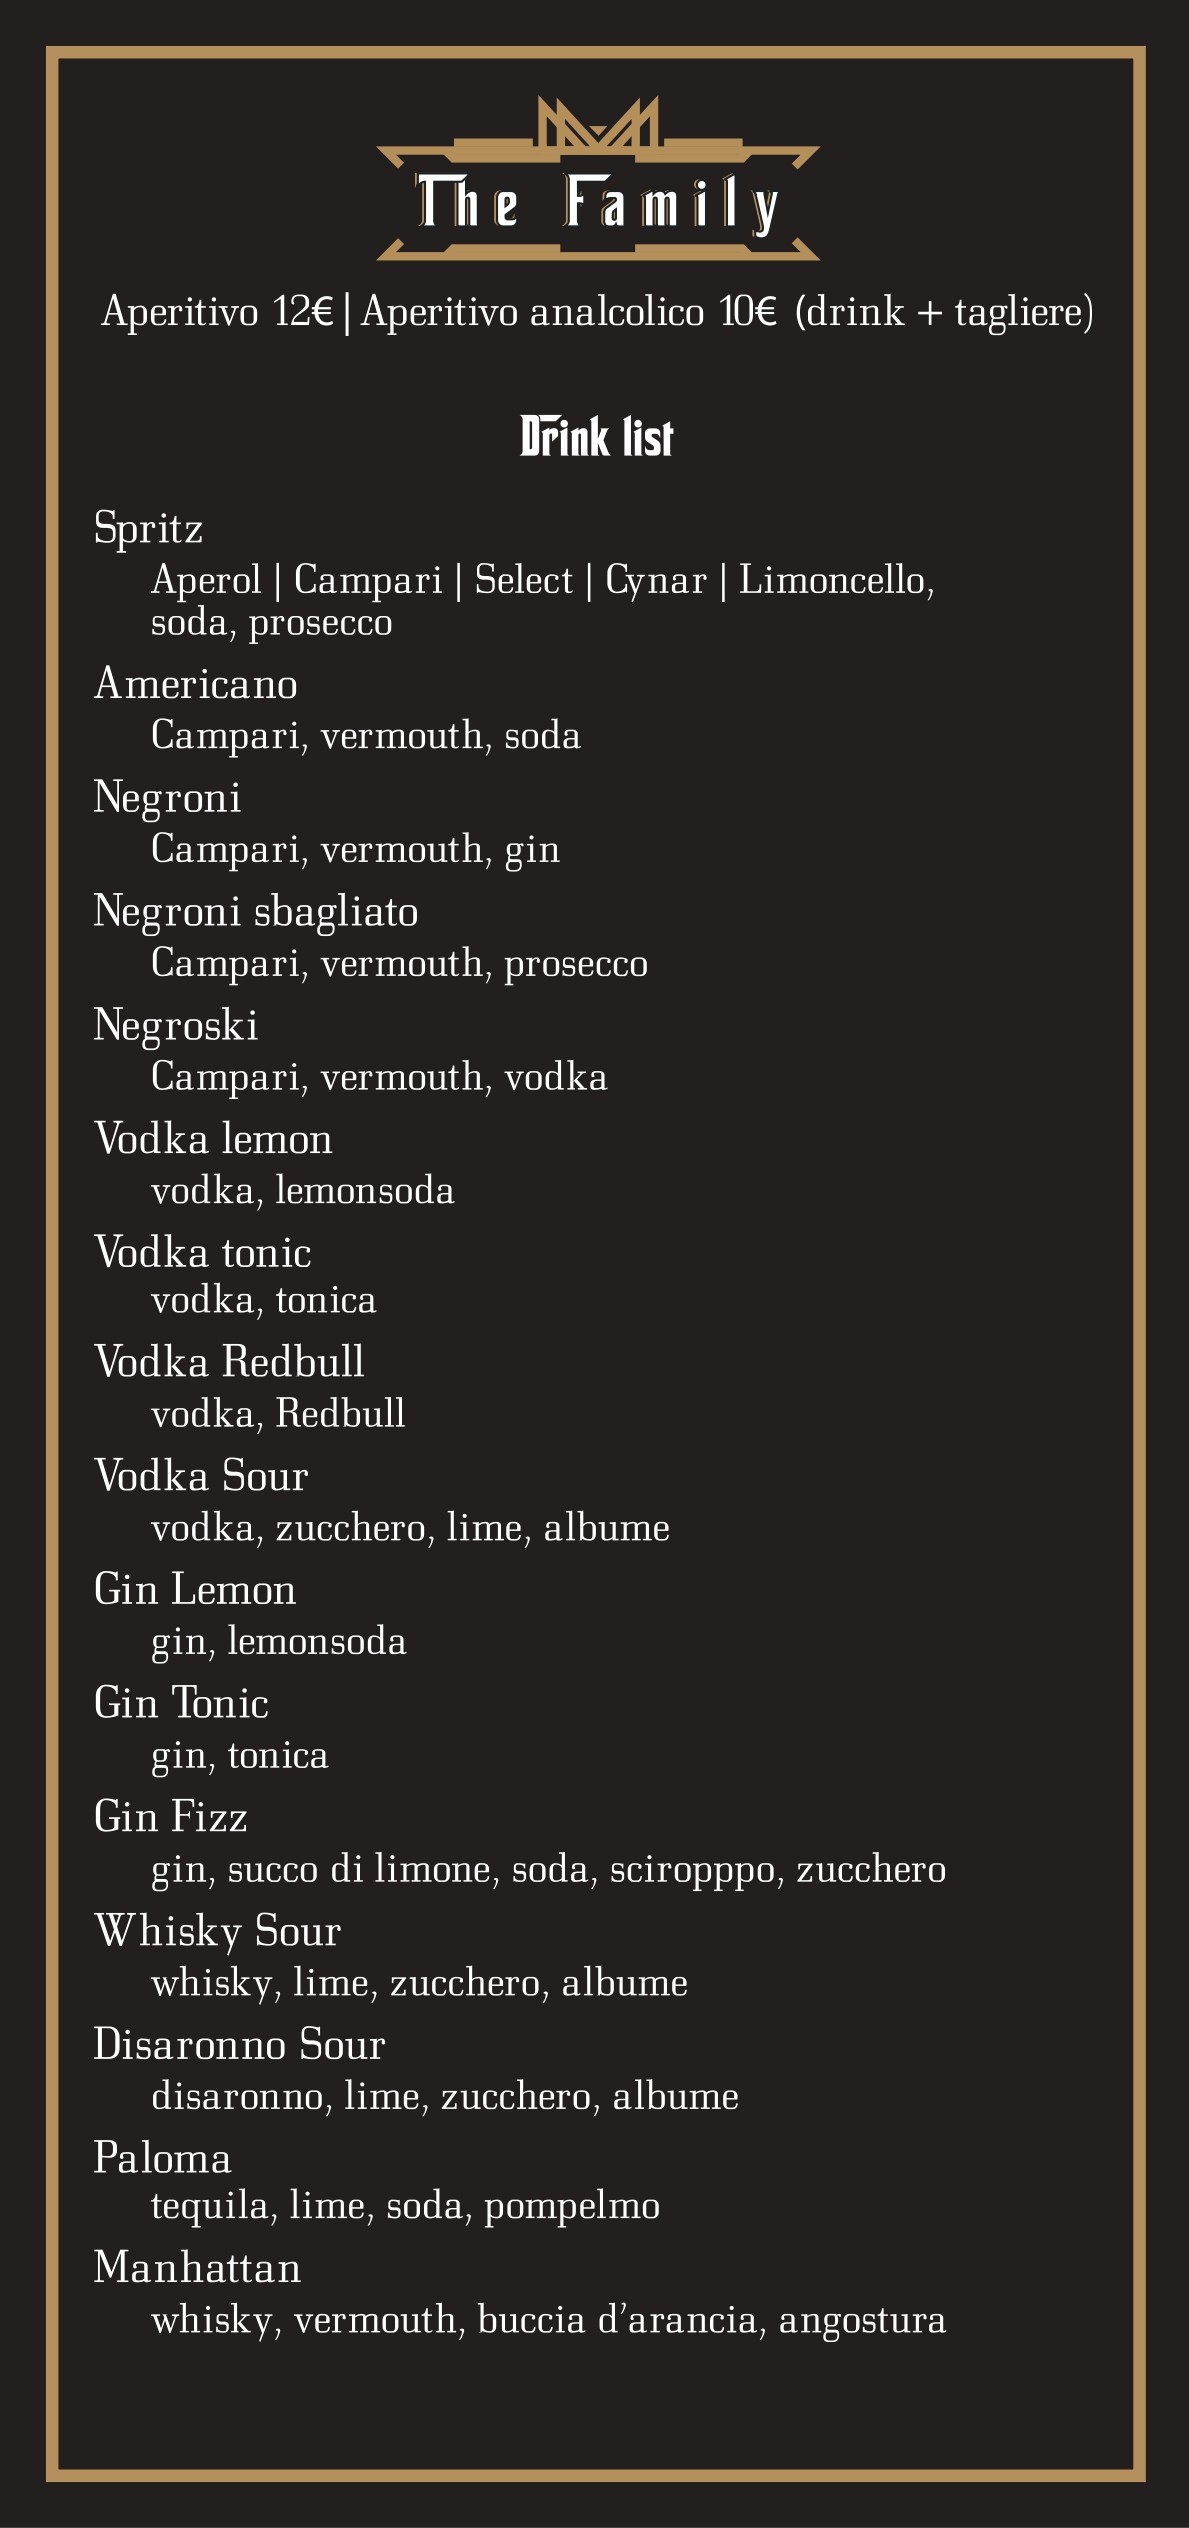 The Family
Aperitivo 12€ | Aperitivo analcolico 10€ (drink + tagliere)
Drink list
Spritz
Aperol | Campari | Select | Cynar | Limoncello,
soda, prosecco
Americano
Campari, vermouth, soda
Negroni
Campari, vermouth, gin
Negroni sbagliato
Campari, vermouth, prosecco
Negroski
Campari, vermouth, vodka
Vodka lemon
vodka, lemonsoda
Vodka tonic
vodka, tonica
Vodka Redbull
vodka, Redbull
Vodka Sour
vodka, zucchero, lime, albume
Gin Lemon
gin, lemonsoda
Gin Tonic
gin, tonica
Gin Fizz
gin, succo di limone, soda, sciropppo, zucchero
Whisky Sour
whisky, lime, zucchero, albume
Disaronno Sour
disaronno, lime, zucchero, albume
Paloma
tequila, lime, soda, pompelmo
Manhattan
whisky, vermouth, buccia d’arancia, angostura